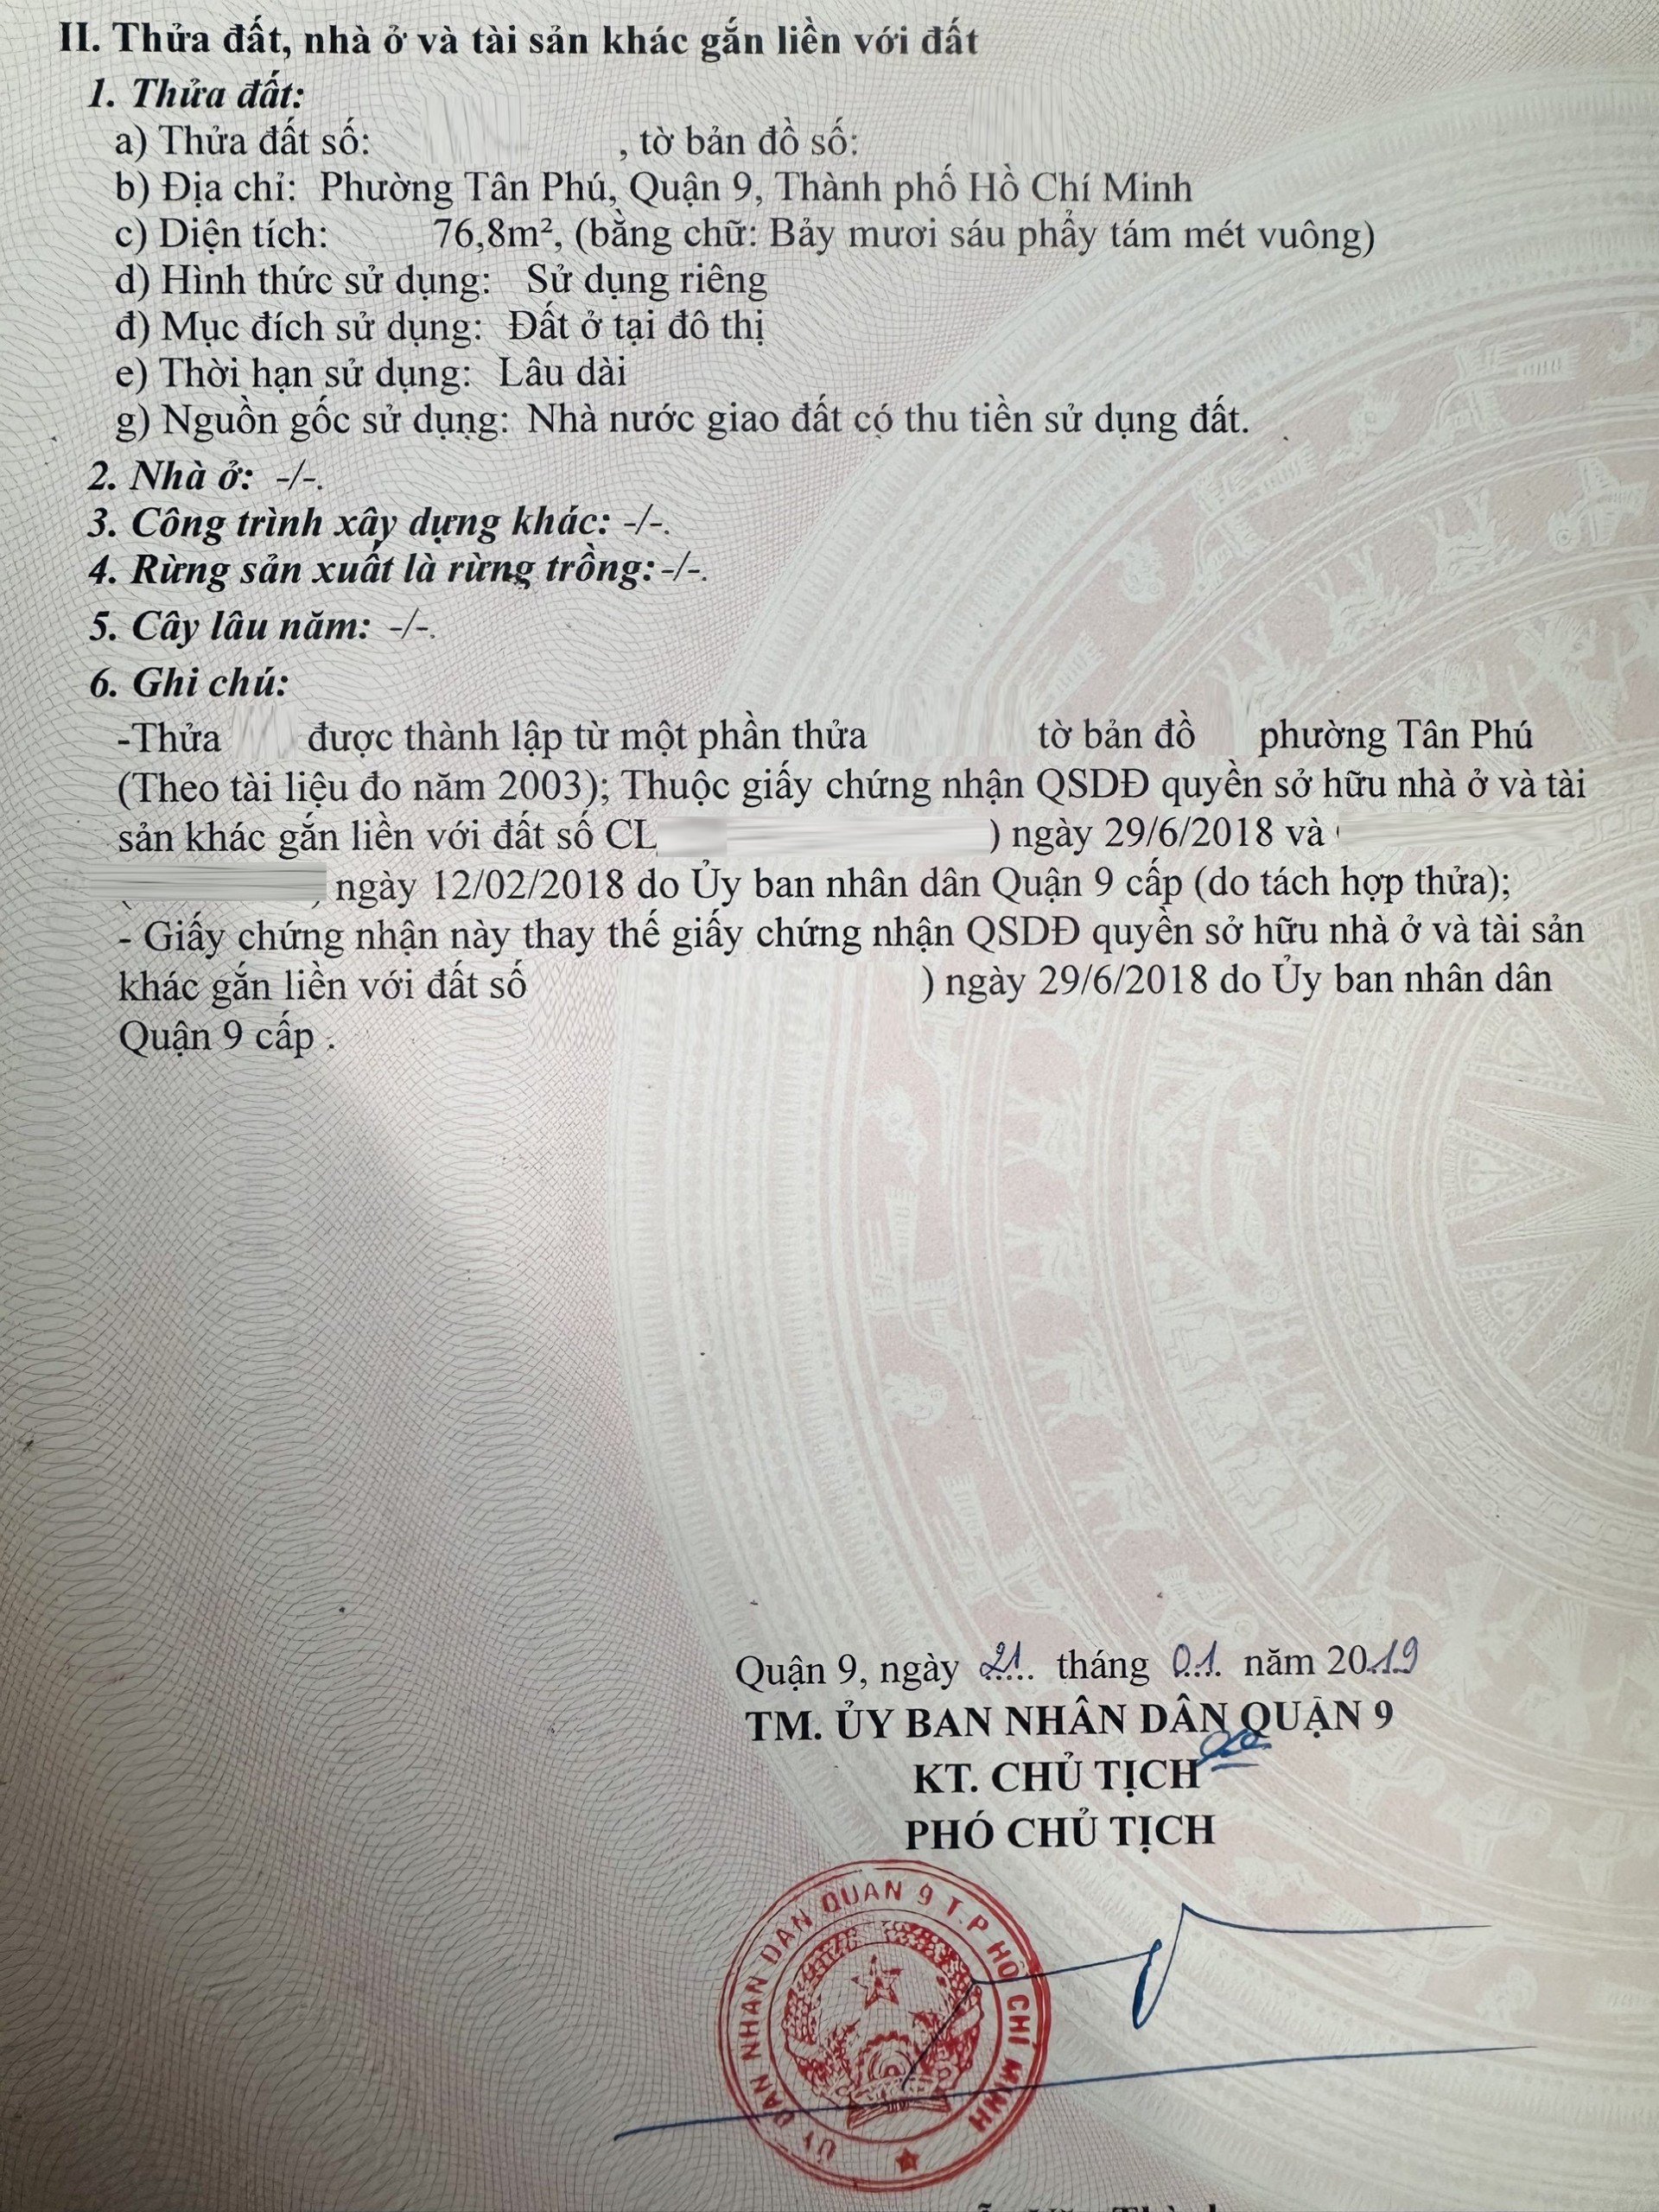 II. Thửa đất, nhà ở và tài sản khác gắn liền với đất
1. Thửa đất:
a) Thửa đất số: , tờ bản đồ số:
b) Địa chỉ: Phường Tân Phú, Quận 9, Thành phố Hồ Chí Minh
c) Diện tích: 76,8m², (bằng chữ: Bảy mươi sáu phẩy tám mét vuông)
d) Hình thức sử dụng: Sử dụng riêng
đ) Mục đích sử dụng: Đất ở tại đô thị
e) Thời hạn sử dụng: Lâu dài
g) Nguồn gốc sử dụng: Nhà nước giao đất có thu tiền sử dụng đất.
2. Nhà ở: -/-.
3. Công trình xây dựng khác: -/-.
4. Rừng sản xuất là rừng trồng: -/-.
5. Cây lâu năm: -/-.
6. Ghi chú:
-Thửa được thành lập từ một phần thửa tờ bản đồ phường Tân Phú
(Theo tài liệu đo năm 2003); Thuộc giấy chứng nhận QSDĐ quyền sở hữu nhà ở và tài
sản khác gắn liền với đất số CL ) ngày 29/6/2018 và
, ngày 12/02/2018 do Ủy ban nhân dân Quận 9 cấp (do tách hợp thửa);
- Giấy chứng nhận này thay thế giấy chứng nhận QSDĐ quyền sở hữu nhà ở và tài sản
khác gắn liền với đất số ) ngày 29/6/2018 do Ủy ban nhân dân
Quận 9 cấp .
Quận 9, ngày 21 tháng 01 năm 2019
TM. ỦY BAN NHÂN DÂN QUẬN 9
KT. CHỦ TỊCH
PHÓ CHỦ TỊCH
ỦY BAN NHÂN DÂN QUẬN 9 T.P HỒ CHÍ MINH